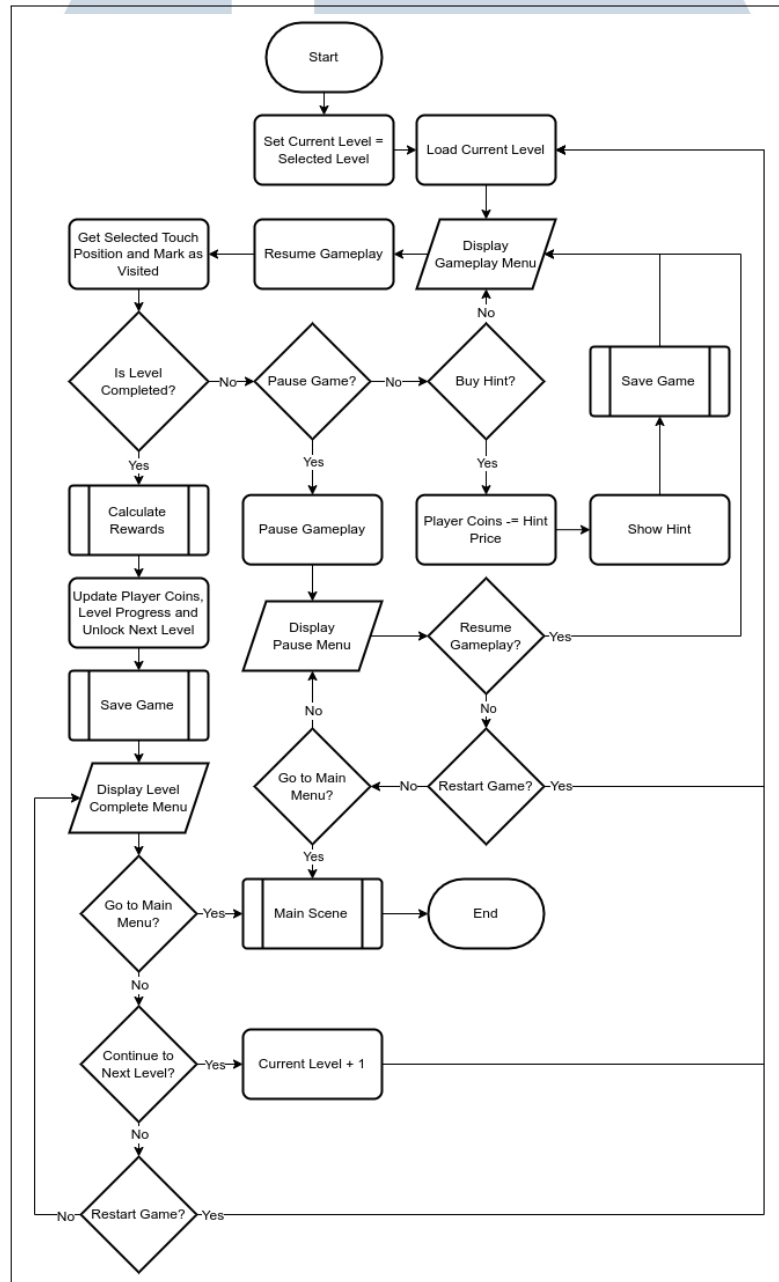 Start
Set Current Level =
Selected Level
Load Current Level
Get Selected Touch
Position and Mark as
Visited
Resume Gameplay
Display
Gameplay Menu
No
Is Level
Completed?
No
Pause Game?
No
Buy Hint?
Save Game
Yes
Yes
Yes
Calculate
Rewards
Pause Gameplay
Player Coins -= Hint
Price
Show Hint
Update Player Coins,
Level Progress and
Unlock Next Level
Display
Pause Menu
Resume
Gameplay?
Yes
Save Game
No
No
Display Level
Complete Menu
Go to Main
Menu?
No
Restart Game?
Yes
Yes
Go to Main
Menu?
Yes
Main Scene
End
No
Continue to
Next Level?
Yes
Current Level + 1
No
No
Restart Game?
Yes